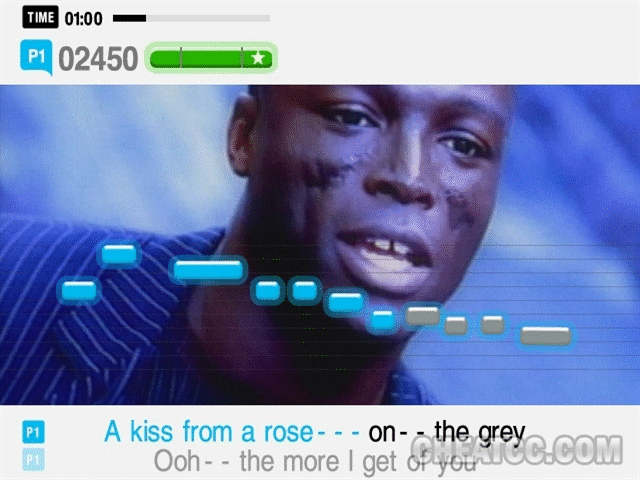 TIME 01:00
P1 02450
P1 A kiss from a rose - - - on - - the grey
P1 Ooh - - the more I get of you
CHEATCC.COM